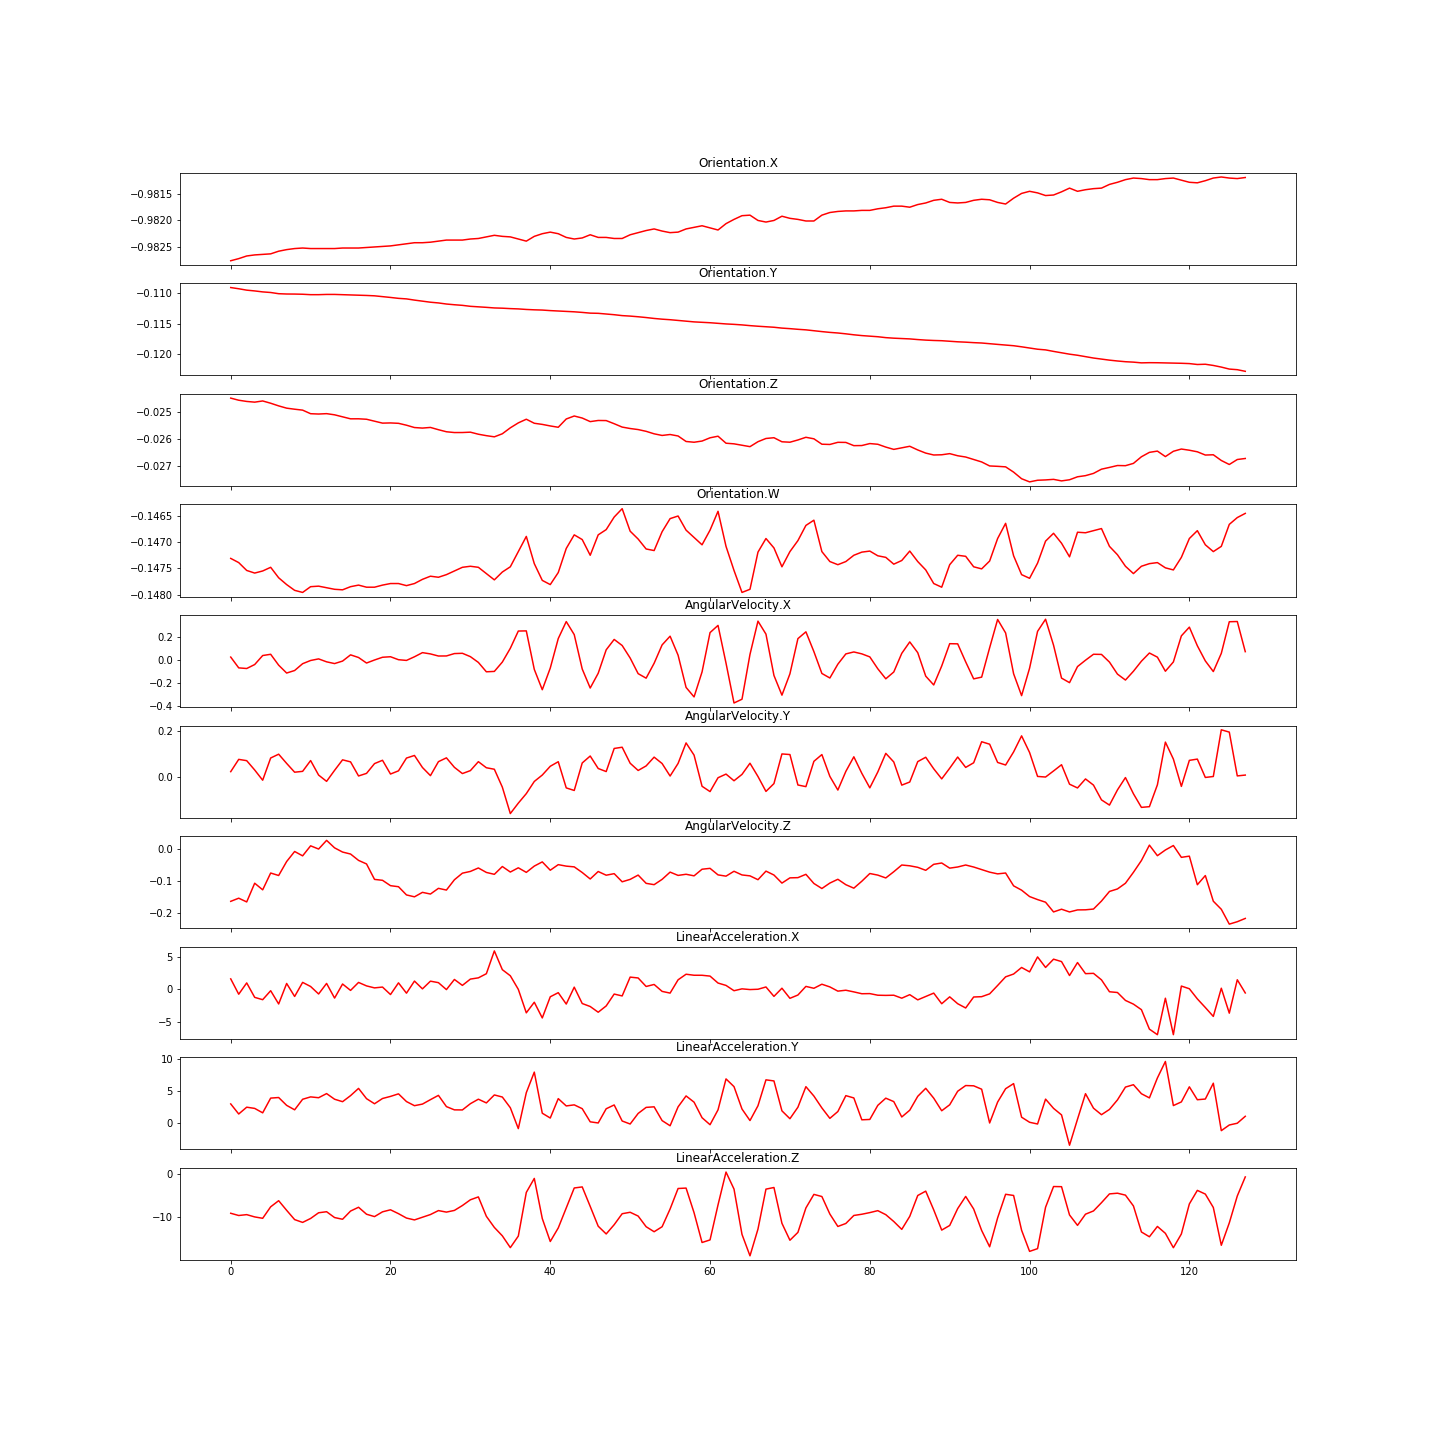 Orientation.X
−0.9815
−0.9820
−0.9825
Orientation.Y
−0.110
−0.115
−0.120
Orientation.Z
−0.025
−0.026
−0.027
Orientation.W
−0.1465
−0.1470
−0.1475
−0.1480
AngularVelocity.X
0.2
0.0
−0.2
−0.4
AngularVelocity.Y
0.2
0.0
AngularVelocity.Z
0.0
−0.1
−0.2
LinearAcceleration.X
5
0
−5
LinearAcceleration.Y
10
5
0
LinearAcceleration.Z
0
−10
0 20 40 60 80 100 120